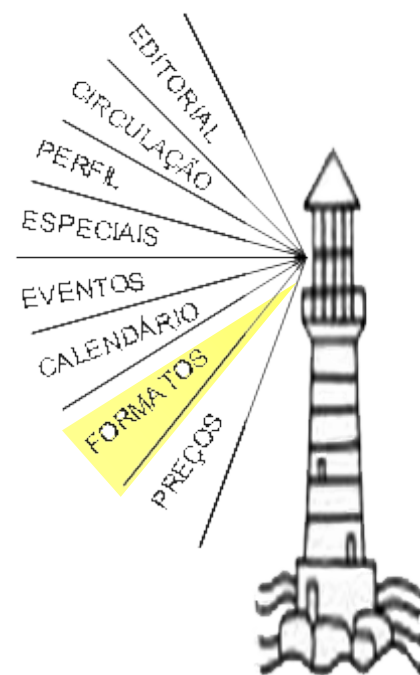 EDITORIAL
CIRCULAÇÃO
PERFIL
ESPECIAIS
EVENTOS
CALENDÁRIO
FORMATOS
PREÇOS